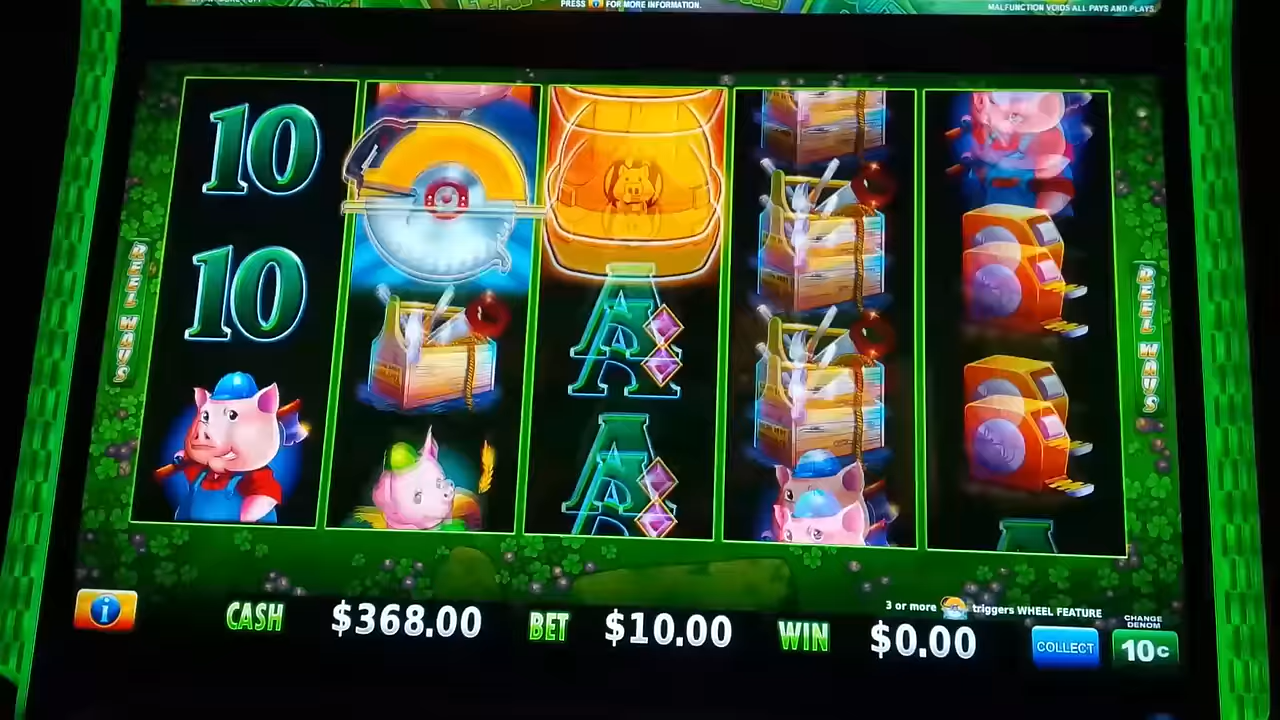 PRESS i FOR MORE INFORMATION.
MALFUNCTION VOIDS ALL PAYS AND PLAYS.
10
10
A
A
REEL WAYS
REEL WAYS
3 or more triggers WHEEL FEATURE
CASH $368.00 BET $10.00 WIN $0.00
COLLECT
CHANGE
DENOM
10¢